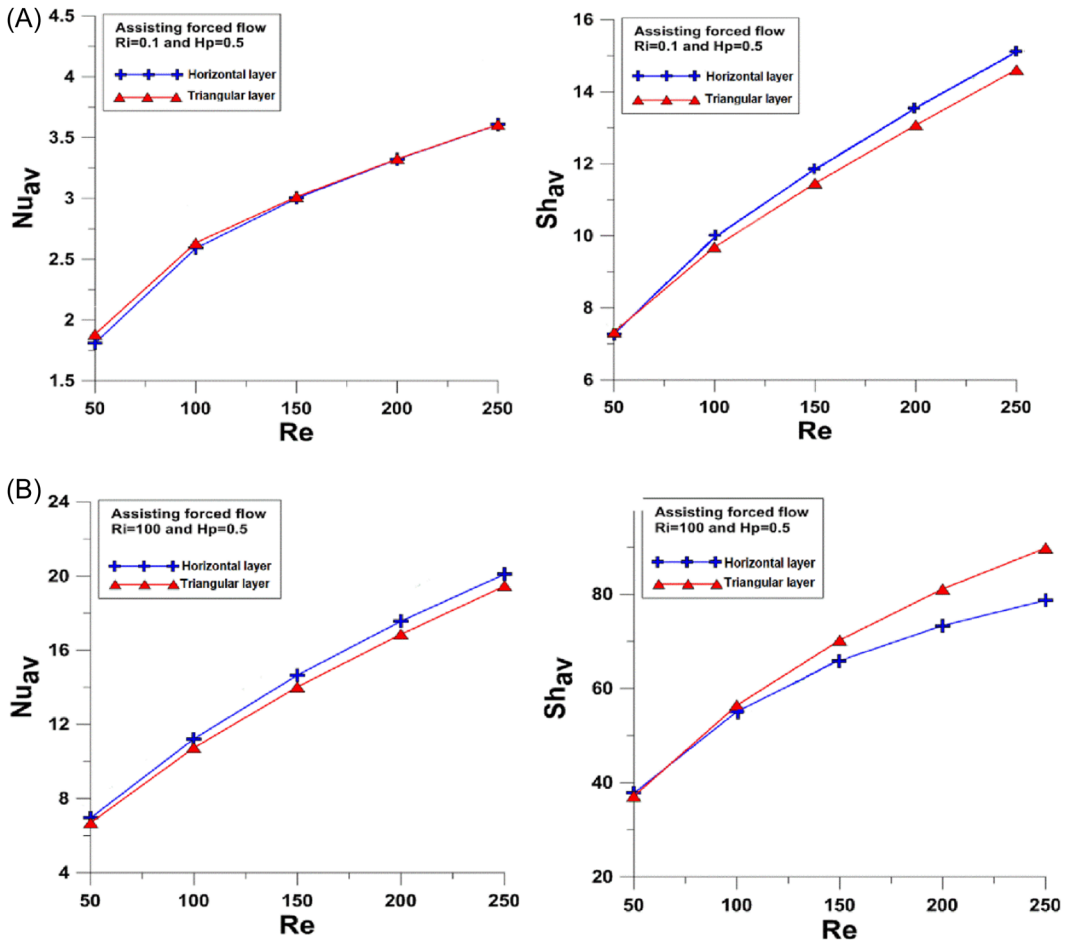 (A)
4.5
4
3.5
3
2.5
2
1.5
Nuav
Assisting forced flow
Ri=0.1 and Hp=0.5
Horizontal layer
Triangular layer
50 100 150 200 250
Re
16
14
12
10
8
6
Shav
Assisting forced flow
Ri=0.1 and Hp=0.5
Horizontal layer
Triangular layer
50 100 150 200 250
Re
(B)
24
20
16
12
8
4
Nuav
Assisting forced flow
Ri=100 and Hp=0.5
Horizontal layer
Triangular layer
50 100 150 200 250
Re
80
60
40
20
Shav
Assisting forced flow
Ri=100 and Hp=0.5
Horizontal layer
Triangular layer
50 100 150 200 250
Re